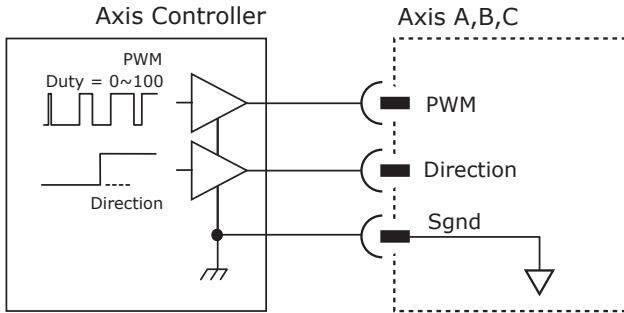 Axis Controller
Axis A,B,C
PWM
Duty = 0~100
Direction
PWM
Direction
Sgnd